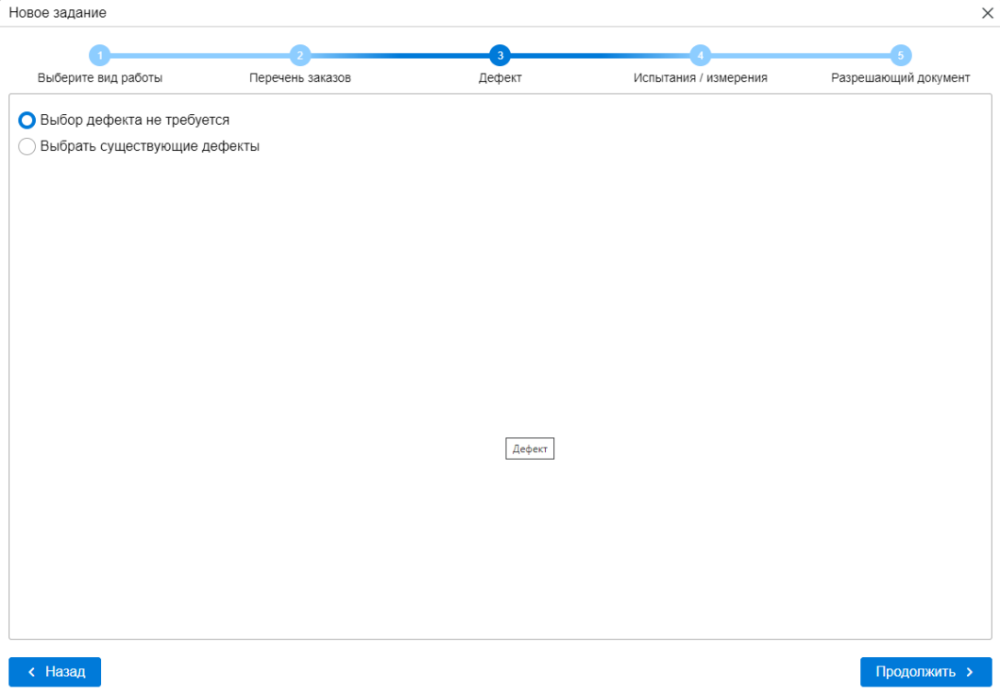 Новое задание
1 2 3 4 5
Выберите вид работы Перечень заказов Дефект Испытания / измерения Разрешающий документ
Выбор дефекта не требуется
Выбрать существующие дефекты
Дефект
Назад Продолжить